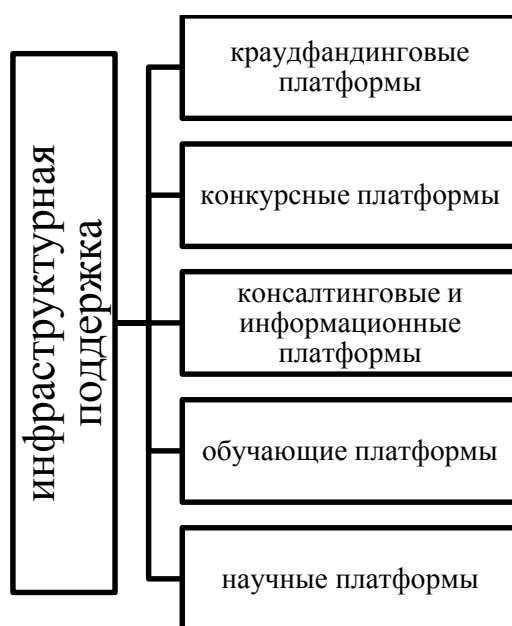 инфраструктурная
поддержка
краудфандинговые
платформы
конкурсные платформы
консалтинговые и
информационные
платформы
обучающие платформы
научные платформы